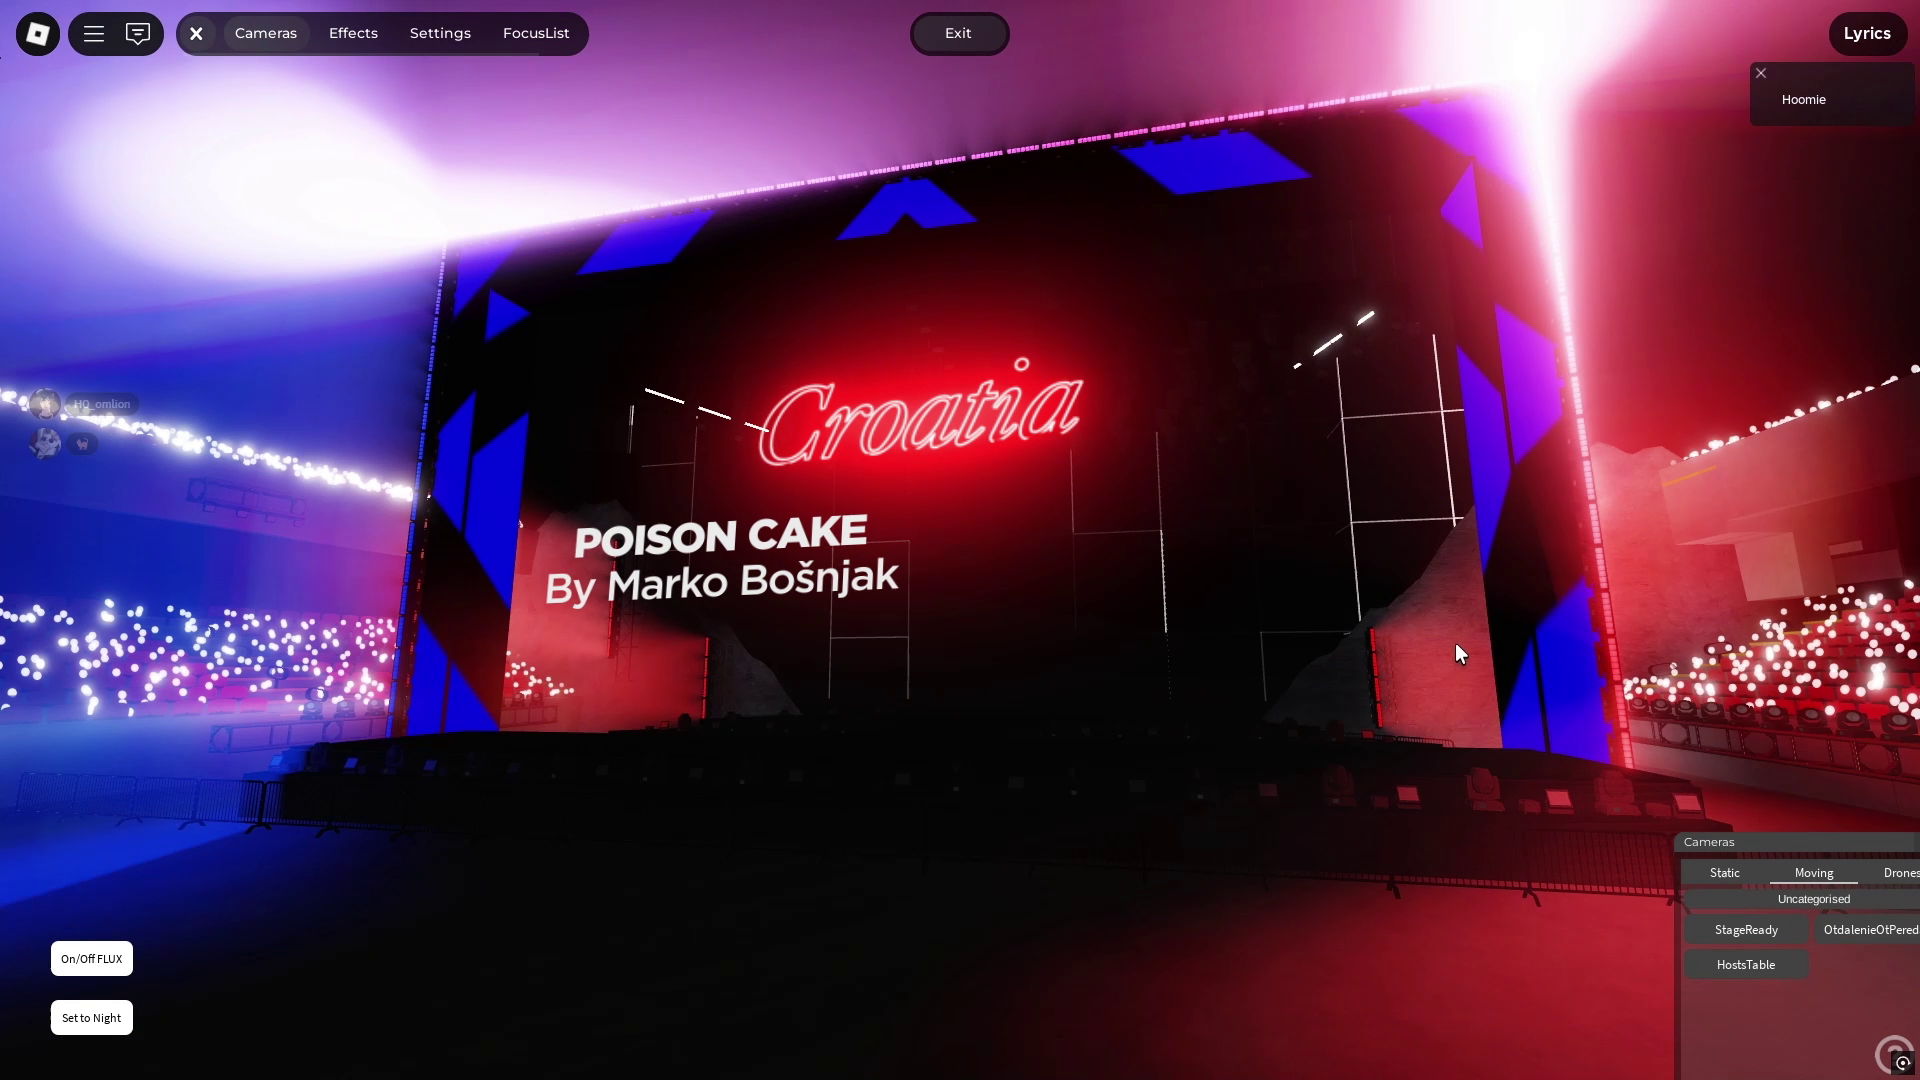 Cameras
Effects
Settings
FocusList
Exit
Lyrics
Hoomie
HQ_omlion
Croatia
POISON CAKE
By Marko Bošnjak
On/Off FLUX
Set to Night
Cameras
Static
Moving
Drones
Uncategorised
StageReady
OtdalenieOtPered
HostsTable